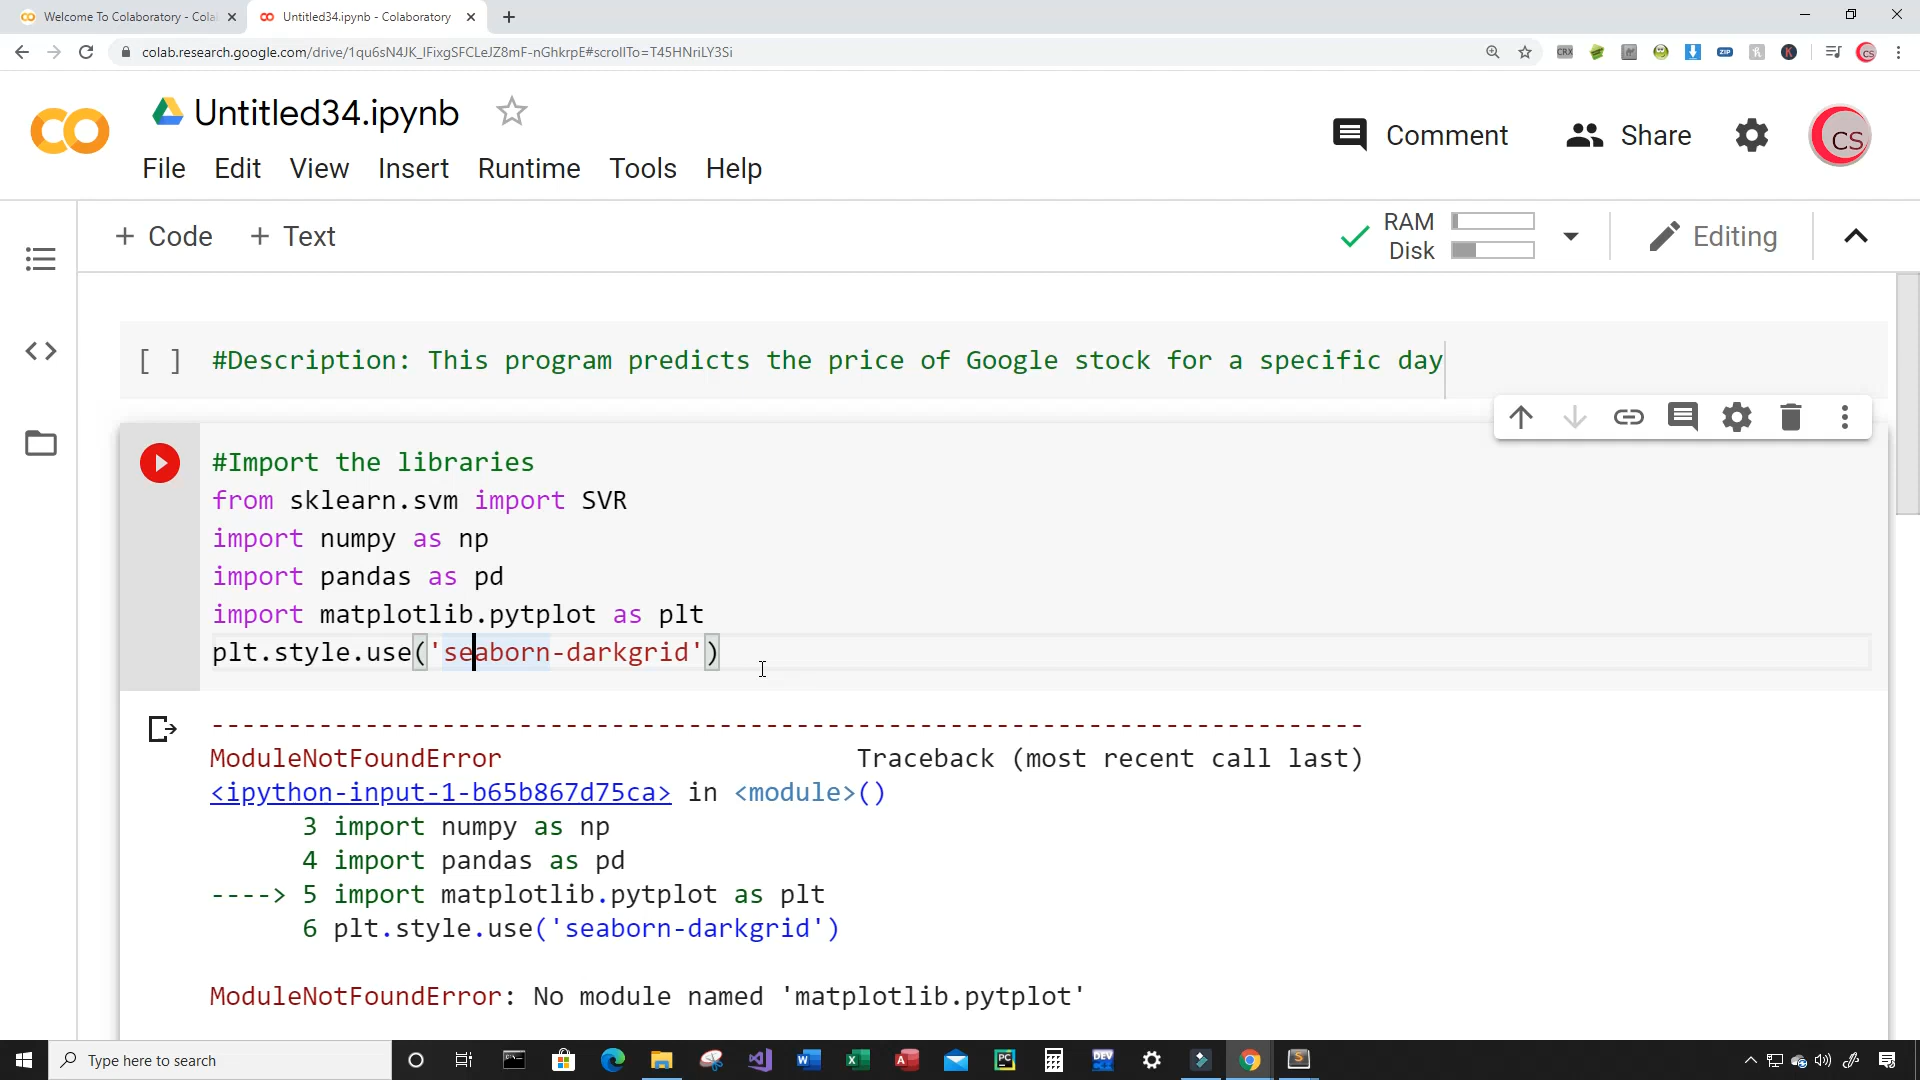 Welcome To Colaboratory - Cola
Untitled34.ipynb - Colaboratory
colab.research.google.com/drive/1qu6sN4JK_IFixgSFCLeJZ8mF-nGhkrpE#scrollTo=T45HNriLY3Si
CRX
ZIP
K
CS
Untitled34.ipynb
Comment
Share
CS
File Edit View Insert Runtime Tools Help
+ Code + Text
RAM
Disk
Editing
[ ] #Description: This program predicts the price of Google stock for a specific day
#Import the libraries
from sklearn.svm import SVR
import numpy as np
import pandas as pd
import matplotlib.pytplot as plt
plt.style.use('seaborn-darkgrid')
---------------------------------------------------------------------------
ModuleNotFoundError Traceback (most recent call last)
<ipython-input-1-b65b867d75ca> in <module>()
3 import numpy as np
4 import pandas as pd
----> 5 import matplotlib.pytplot as plt
6 plt.style.use('seaborn-darkgrid')
ModuleNotFoundError: No module named 'matplotlib.pytplot'
Type here to search
DEV
PC